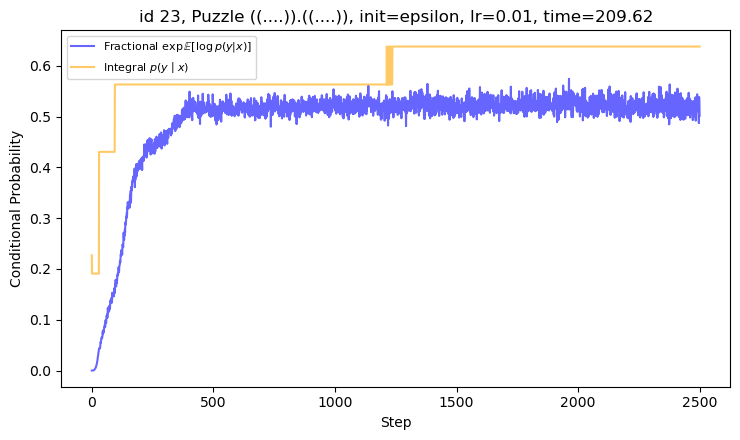 id 23, Puzzle ((....)).((....)), init=epsilon, lr=0.01, time=209.62
Fractional exp𝔼[log p(y|x)]
Integral p(y | x)
Conditional Probability
0.6
0.5
0.4
0.3
0.2
0.1
0.0
0
500
1000
1500
2000
2500
Step